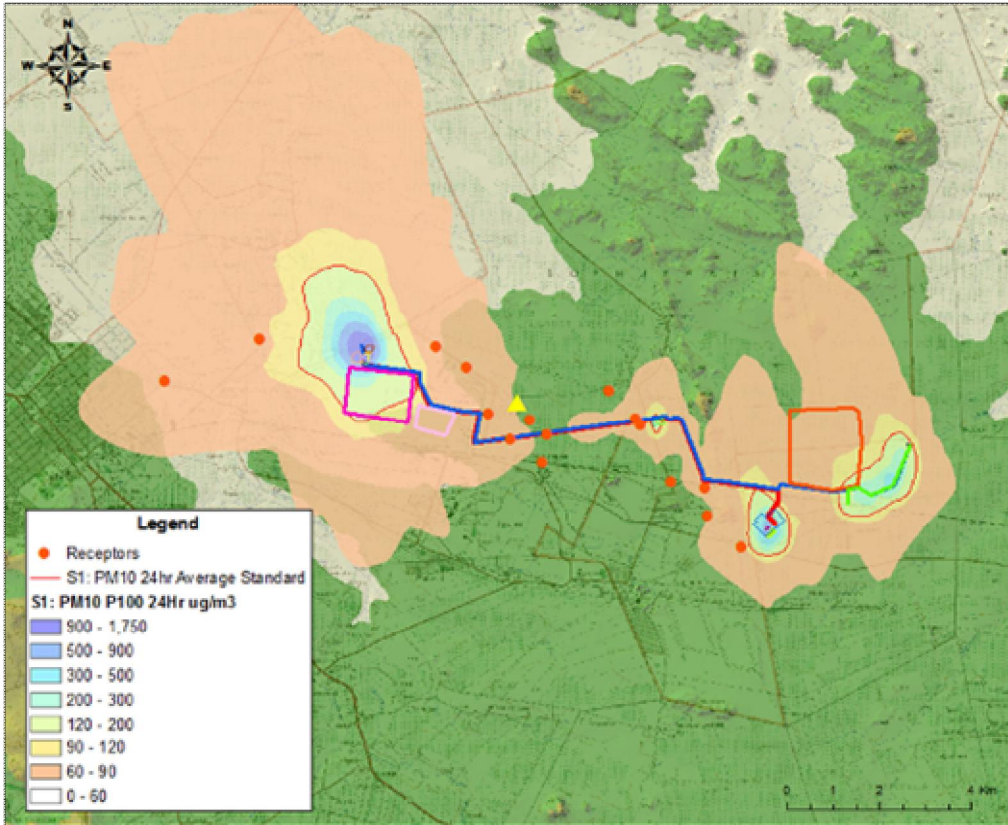 N
W E
S
Legend
Receptors
S1: PM10 24hr Average Standard
S1: PM10 P100 24Hr ug/m3
900 - 1,750
500 - 900
300 - 500
200 - 300
120 - 200
90 - 120
60 - 90
0 - 60
0 1 2 4 Km